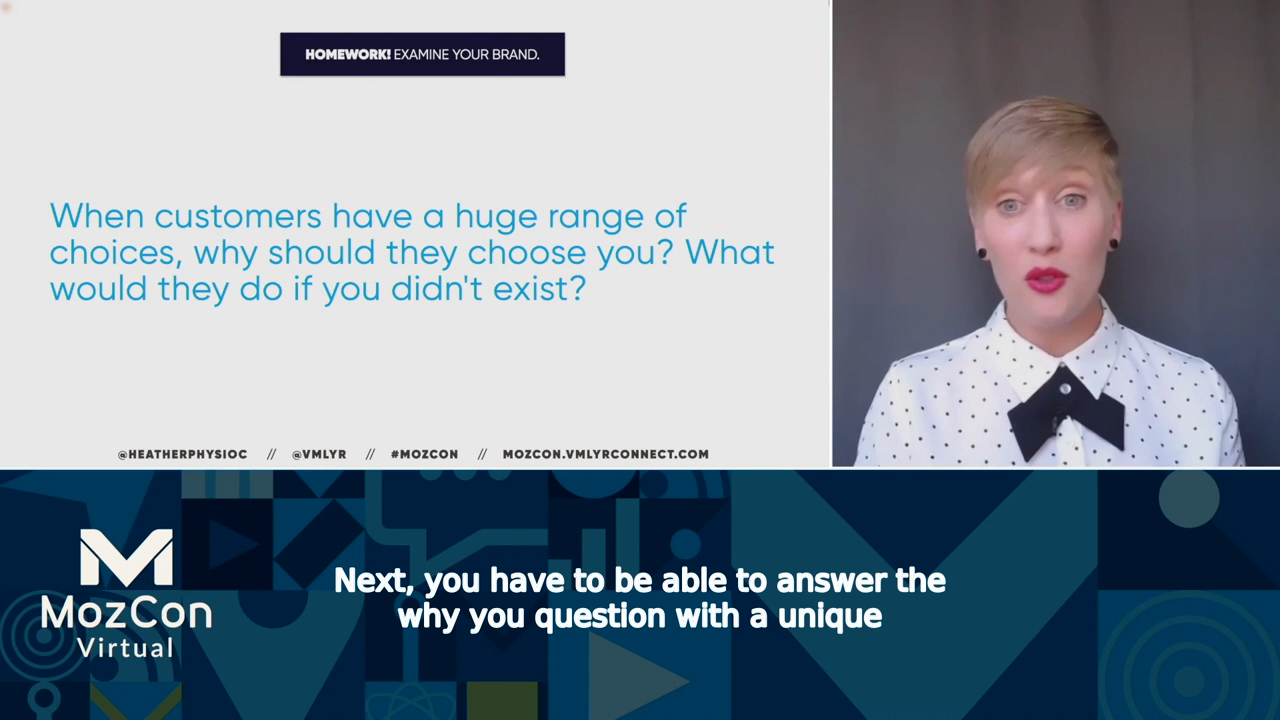 HOMEWORK! EXAMINE YOUR BRAND.
When customers have a huge range of
choices, why should they choose you? What
would they do if you didn't exist?
@HEATHERPHYSIOC // @VMLYR // #MOZCON // MOZCON.VMLYRCONNECT.COM
MozCon
Virtual
Next, you have to be able to answer the
why you question with a unique